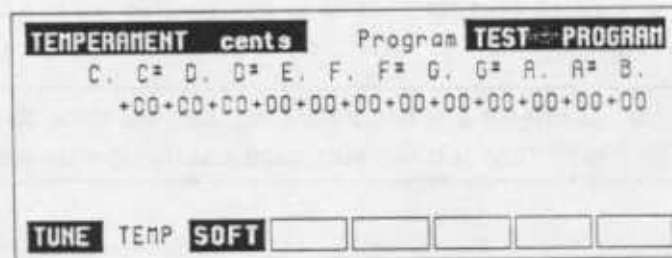 TEMPERAMENT cents Program TEST PROGRAM
C. C# D. D# E. F. F# G. G# A. A# B.
+00+00+00+00+00+00+00+00+00+00+00
TUNE TEMP SOFT